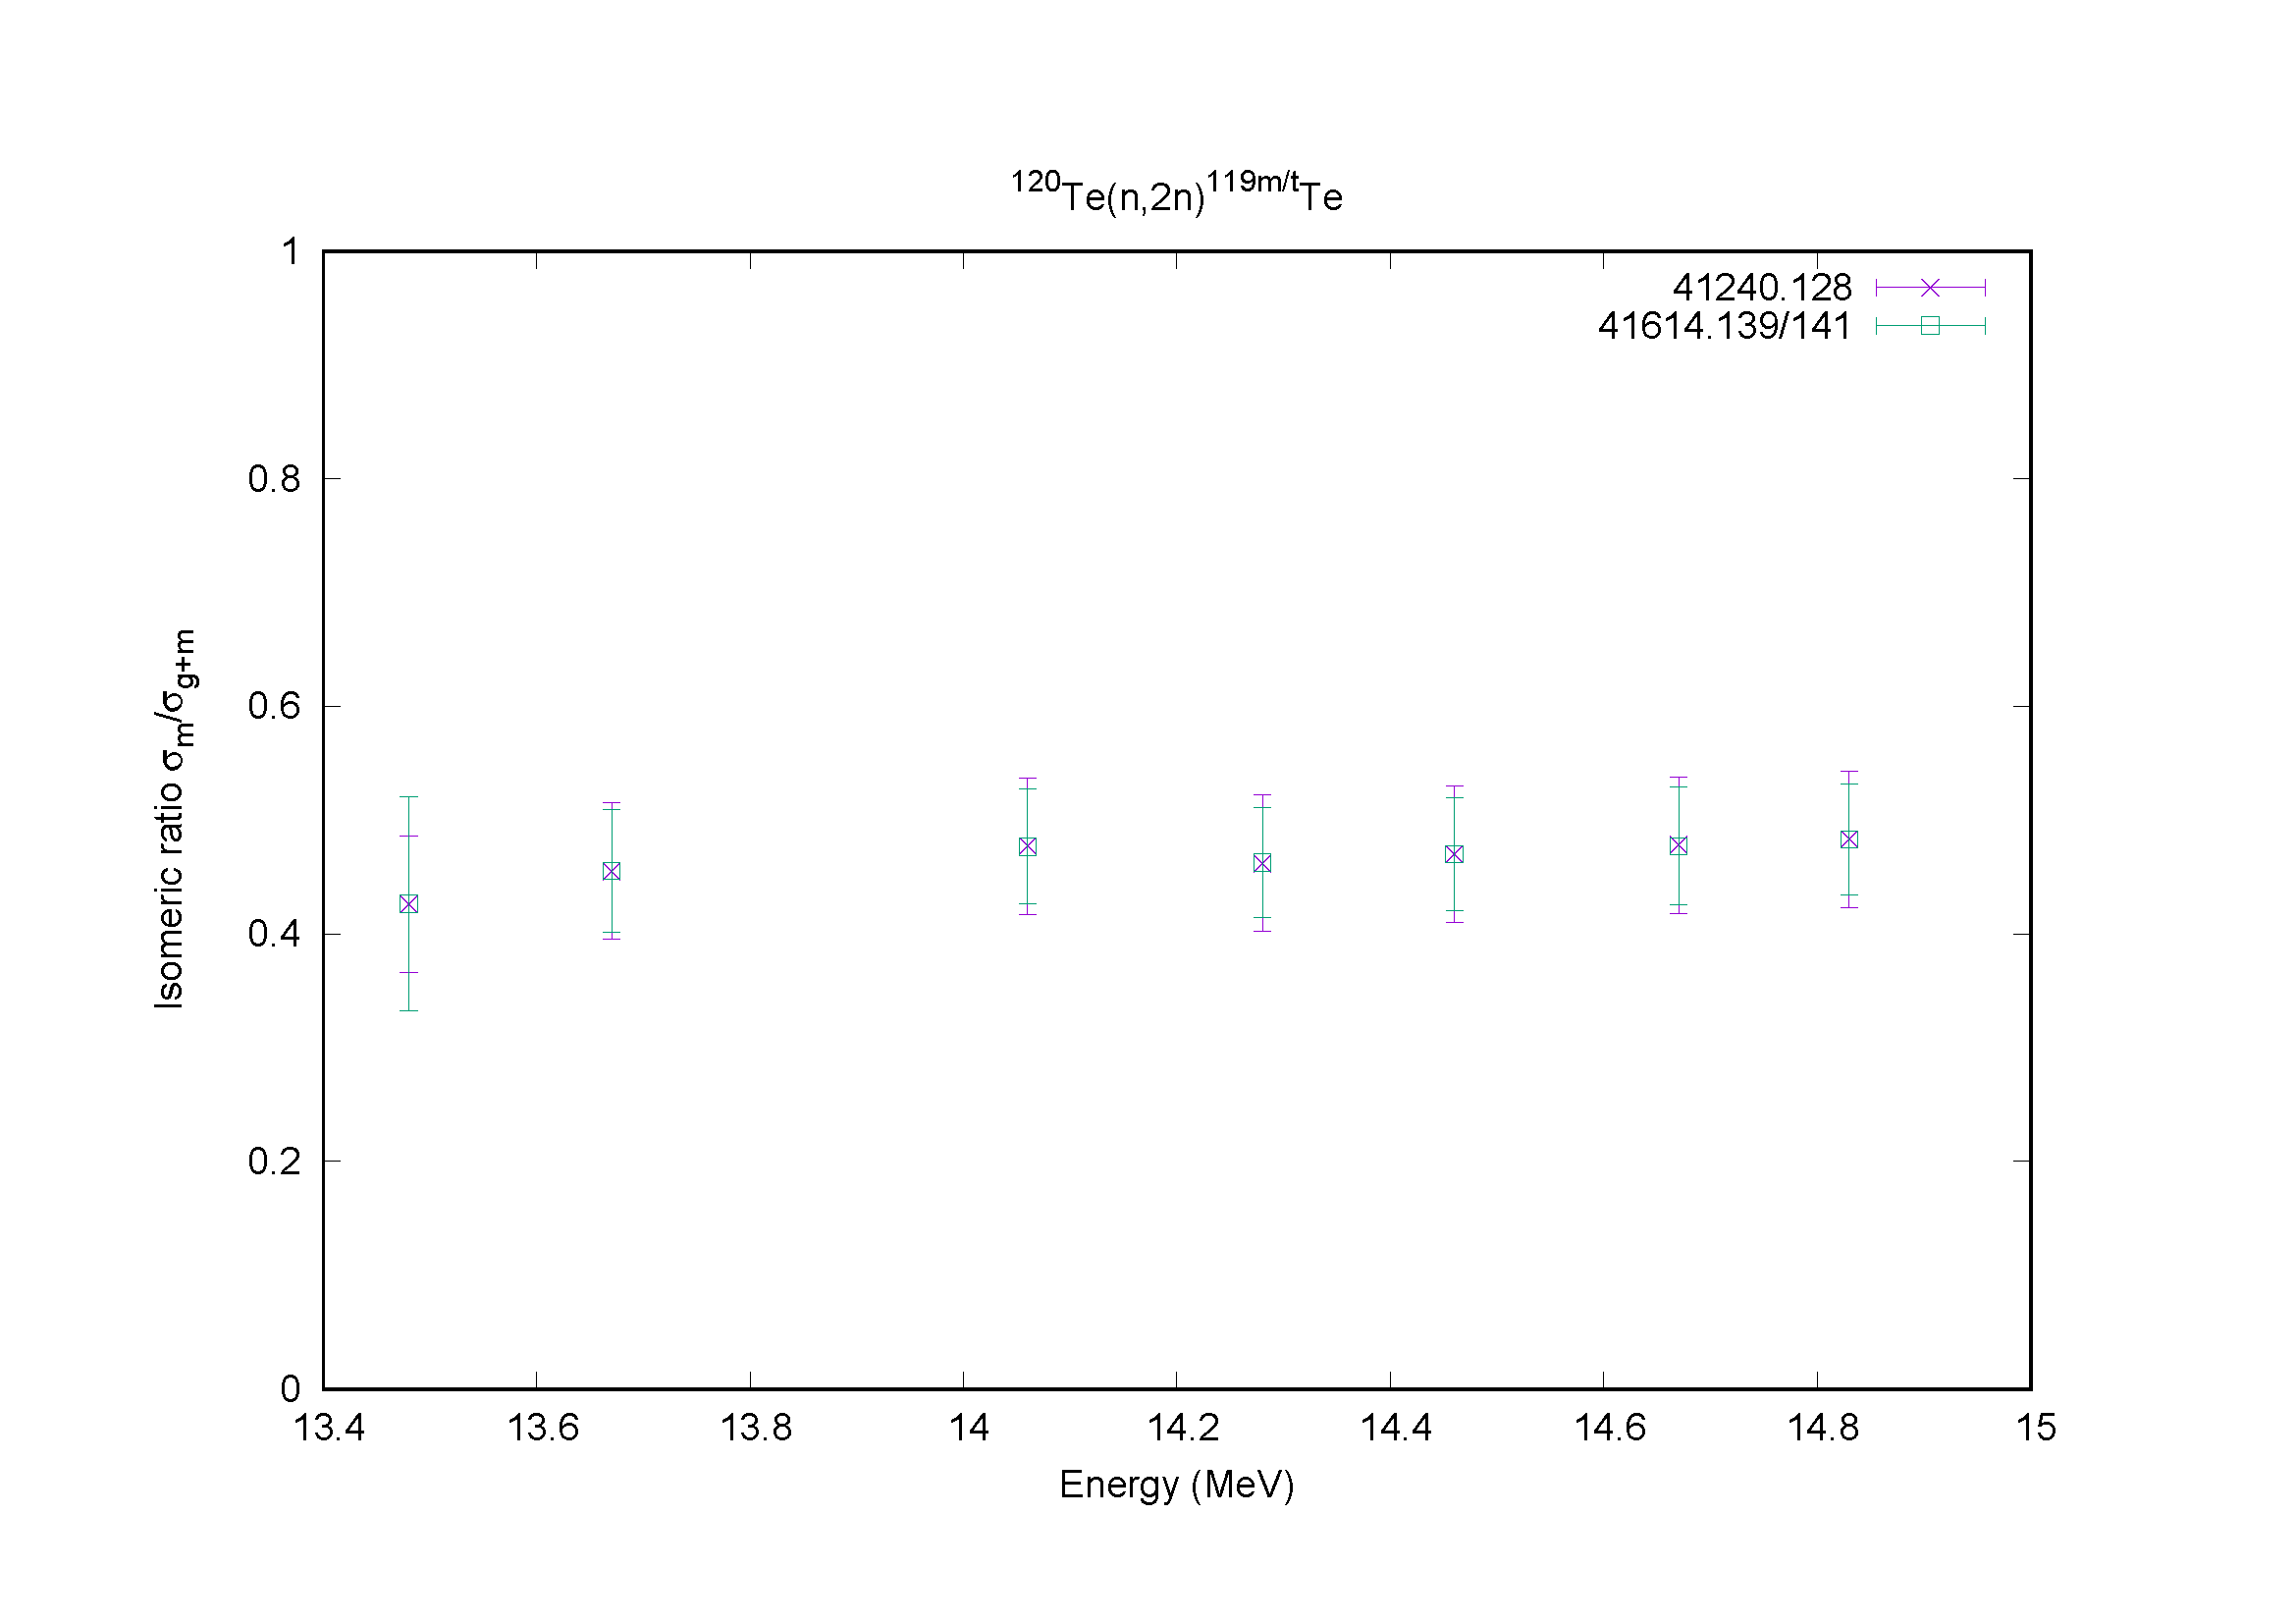 ¹²⁰Te(n,2n)¹¹⁹ᵐ/ᵗTe
1
41240.128
41614.139/141
0.8
0.6
0.4
0.2
0
Isomeric ratio σm/σg+m
13.4 13.6 13.8 14 14.2 14.4 14.6 14.8 15
Energy (MeV)